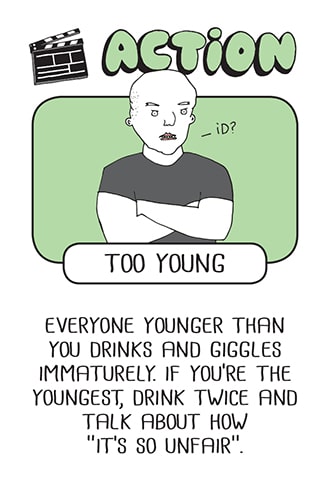 ACTiON
iD?
TOO YOUNG
EVERYONE YOUNGER THAN
YOU DRINKS AND GIGGLES
IMMATURELY. IF YOU'RE THE
YOUNGEST, DRINK TWICE AND
TALK ABOUT HOW
"IT'S SO UNFAIR".